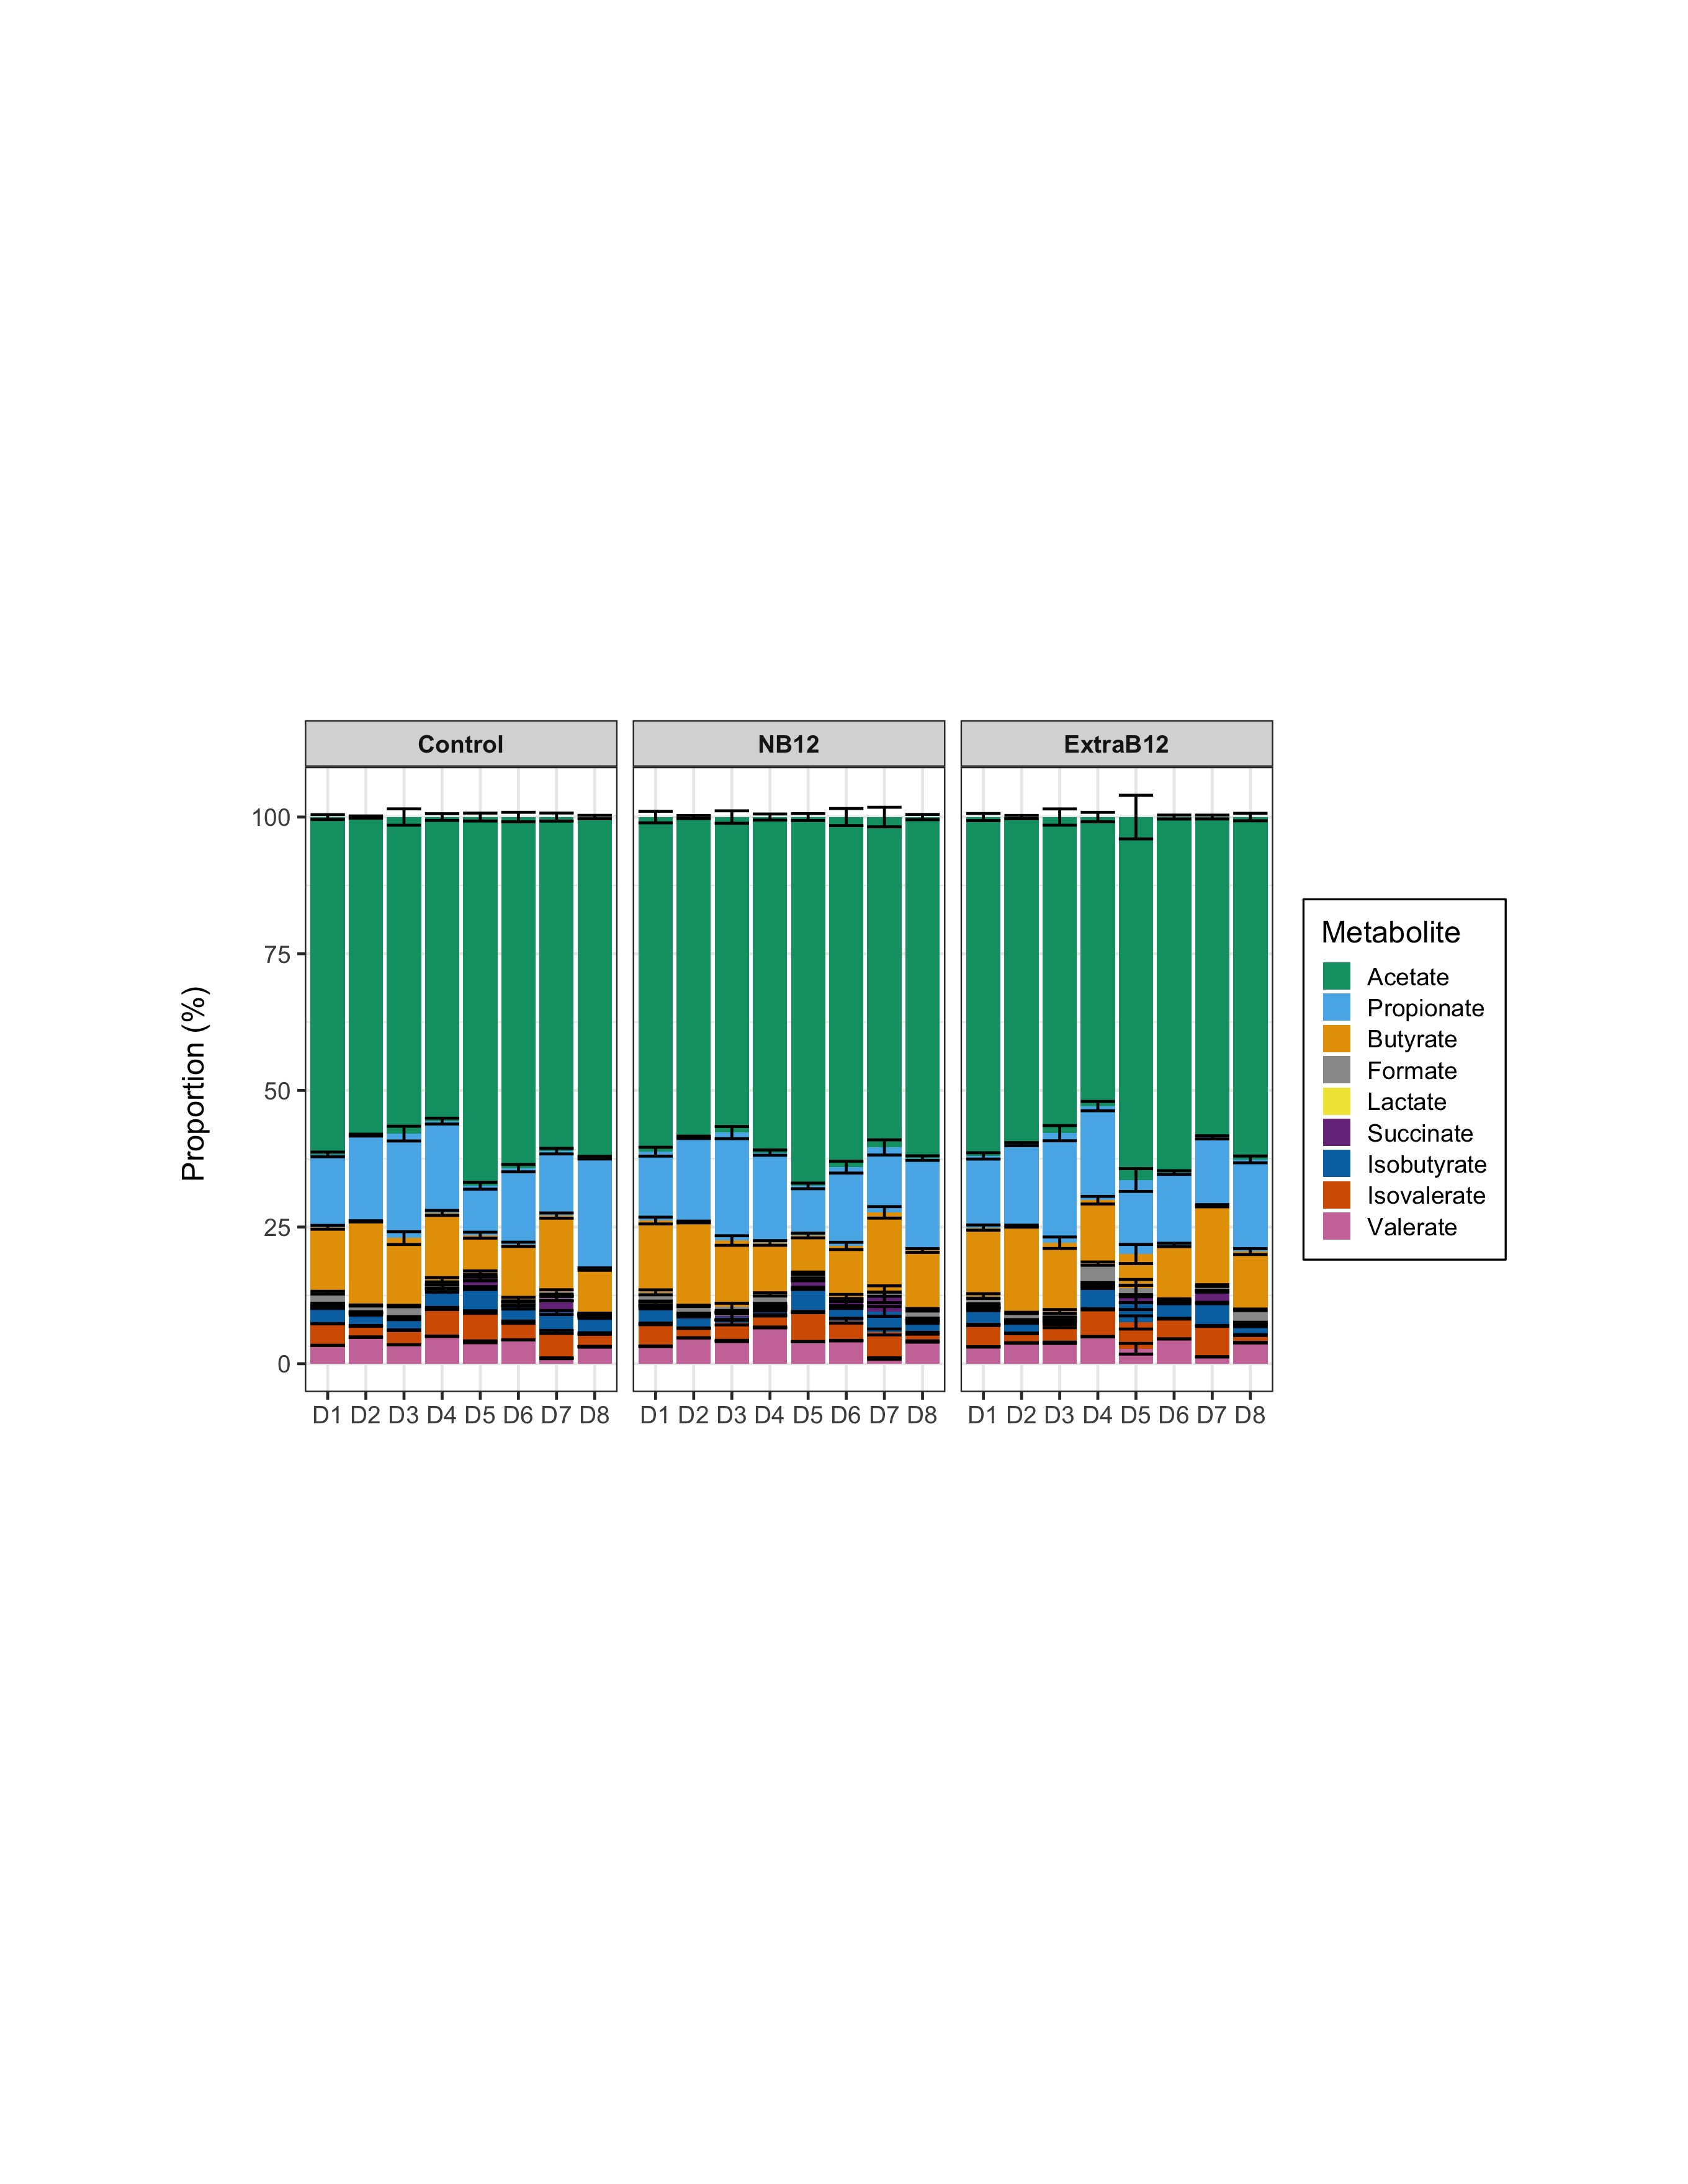 Control NB12 ExtraB12
Proportion (%)
100
75
50
25
0
D1 D2 D3 D4 D5 D6 D7 D8 D1 D2 D3 D4 D5 D6 D7 D8 D1 D2 D3 D4 D5 D6 D7 D8
Metabolite
Acetate
Propionate
Butyrate
Formate
Lactate
Succinate
Isobutyrate
Isovalerate
Valerate